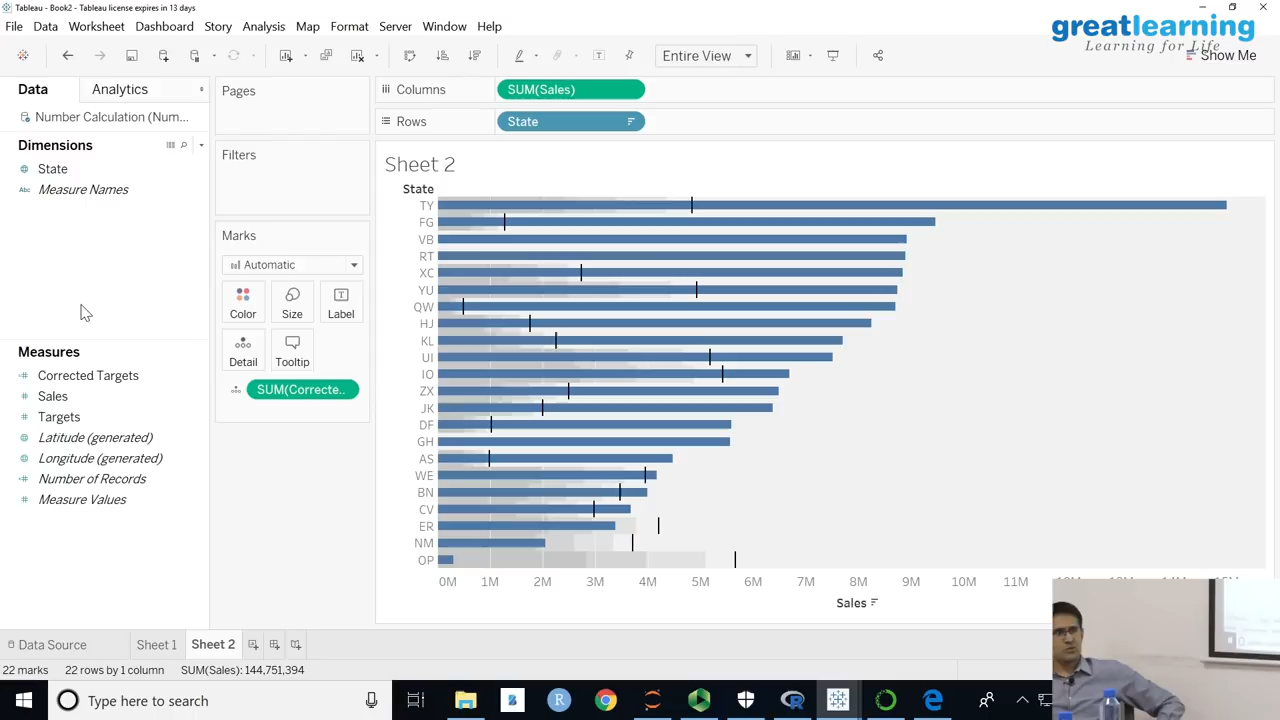 Tableau - Book2 - Tableau license expires in 13 days
File Data Worksheet Dashboard Story Analysis Map Format Server Window Help
greatlearning
Learning for Life
Entire View
Show Me
Data Analytics
Pages
Columns SUM(Sales)
Number Calculation (Num...
Rows State
Dimensions
State
Abc Measure Names
Filters
Sheet 2
State
Marks
Automatic
Color Size Label
Detail Tooltip
SUM(Correcte..
Measures
Corrected Targets
Sales
Targets
Latitude (generated)
Longitude (generated)
Number of Records
Measure Values
TY
FG
VB
RT
XC
YU
QW
HJ
KL
UI
IO
ZX
JK
DF
GH
AS
WE
BN
CV
ER
NM
OP
0M 1M 2M 3M 4M 5M 6M 7M 8M 9M 10M 11M
Sales
Data Source Sheet 1 Sheet 2
22 marks 22 rows by 1 column SUM(Sales): 144,751,394
Type here to search